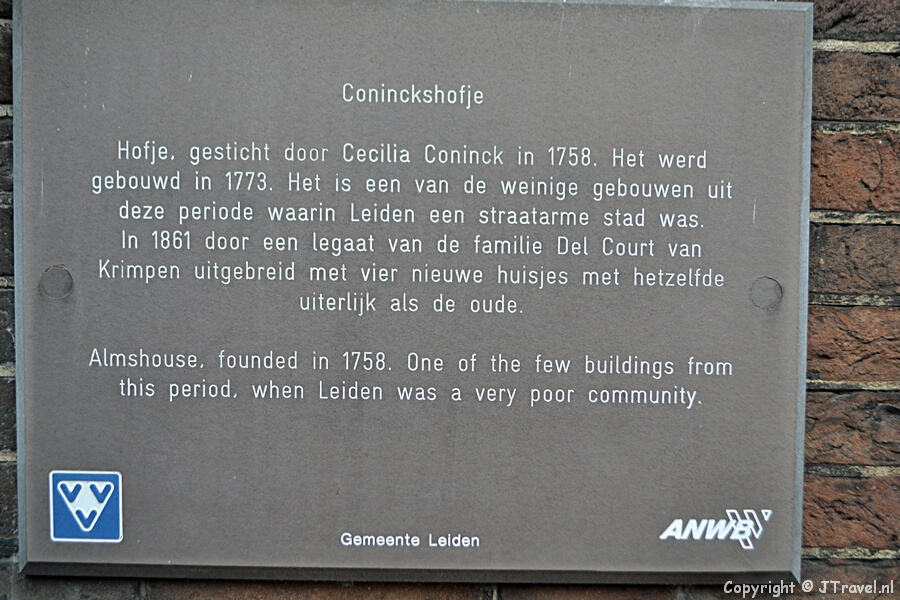 Coninckshofje
Hofje, gesticht door Cecilia Coninck in 1758. Het werd
gebouwd in 1773. Het is een van de weinige gebouwen uit
deze periode waarin Leiden een straatarme stad was.
In 1861 door een legaat van de familie Del Court van
Krimpen uitgebreid met vier nieuwe huisjes met hetzelfde
uiterlijk als de oude.
Almshouse, founded in 1758. One of the few buildings from
this period, when Leiden was a very poor community.
VVV
Gemeente Leiden
ANWB
Copyright © JTravel.nl